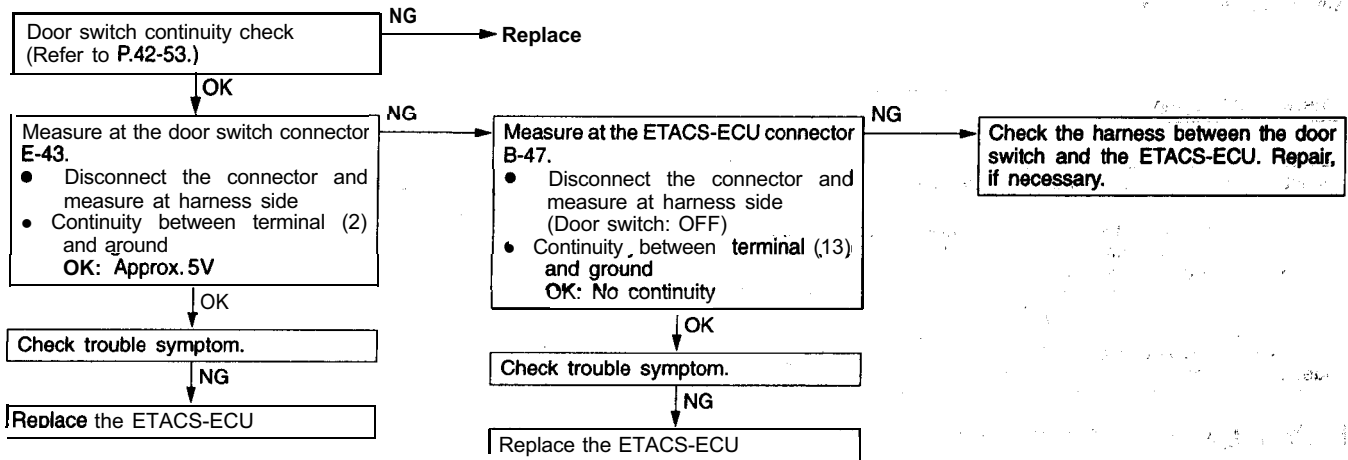 NG
Door switch continuity check
(Refer to P.42-53.)
Replace
OK
NG
NG
Measure at the door switch connector
E-43.
● Disconnect the connector and
measure at harness side
● Continuity between terminal (2)
and around
OK: Approx. 5V
Measure at the ETACS-ECU connector
B-47.
● Disconnect the connector and
measure at harness side
(Door switch: OFF)
● Continuity between terminal (13)
and ground
OK: No continuity
Check the harness between the door
switch and the ETACS-ECU. Repair,
if necessary.
OK
OK
Check trouble symptom.
Check trouble symptom.
NG
NG
Replace the ETACS-ECU
Replace the ETACS-ECU